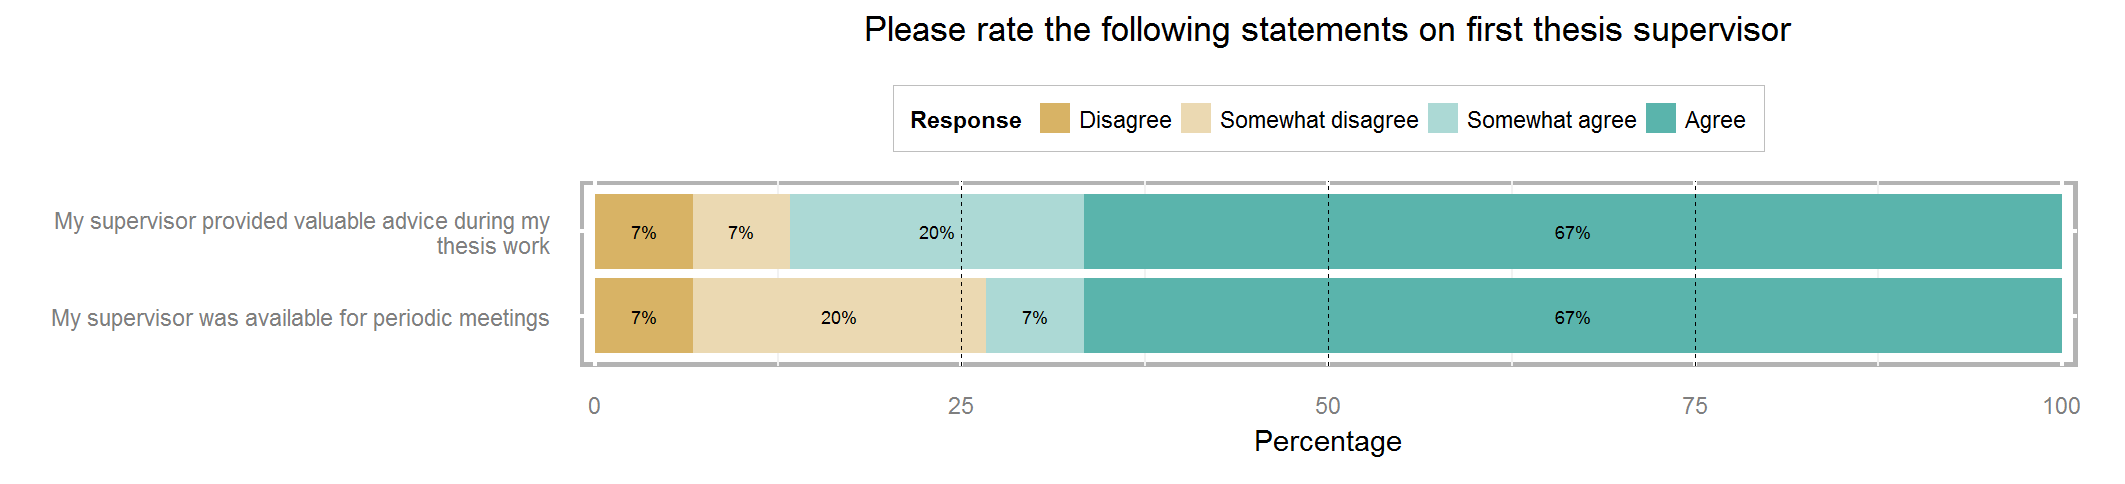 Please rate the following statements on first thesis supervisor
Response Disagree Somewhat disagree Somewhat agree Agree
My supervisor provided valuable advice during my
thesis work
7% 7% 20% 67%
My supervisor was available for periodic meetings
7% 20% 7% 67%
0 25 50 75 100
Percentage